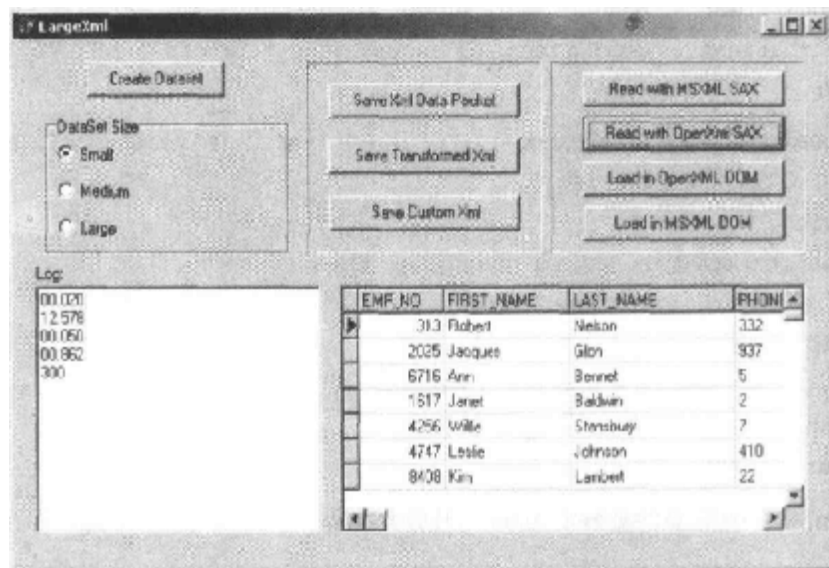 LargeXml
Create Dataset
DataSet Size
Small
Medium
Large
Save Xml Data Packet
Save Transformed Xml
Save Custom Xml
Read with MSXML SAX
Read with OpenXml SAX
Load in OpenXML DOM
Load in MSXML DOM
Log:
00.020
12.578
00.050
00.862
300
EMP_NO FIRST_NAME LAST_NAME PHONE
313 Robert Nelson 332
2025 Jacques Glon 937
6716 Ann Bennet 5
1617 Janet Baldwin 2
4256 Willie Stansbury 7
4747 Leslie Johnson 410
8408 Kim Lambert 22